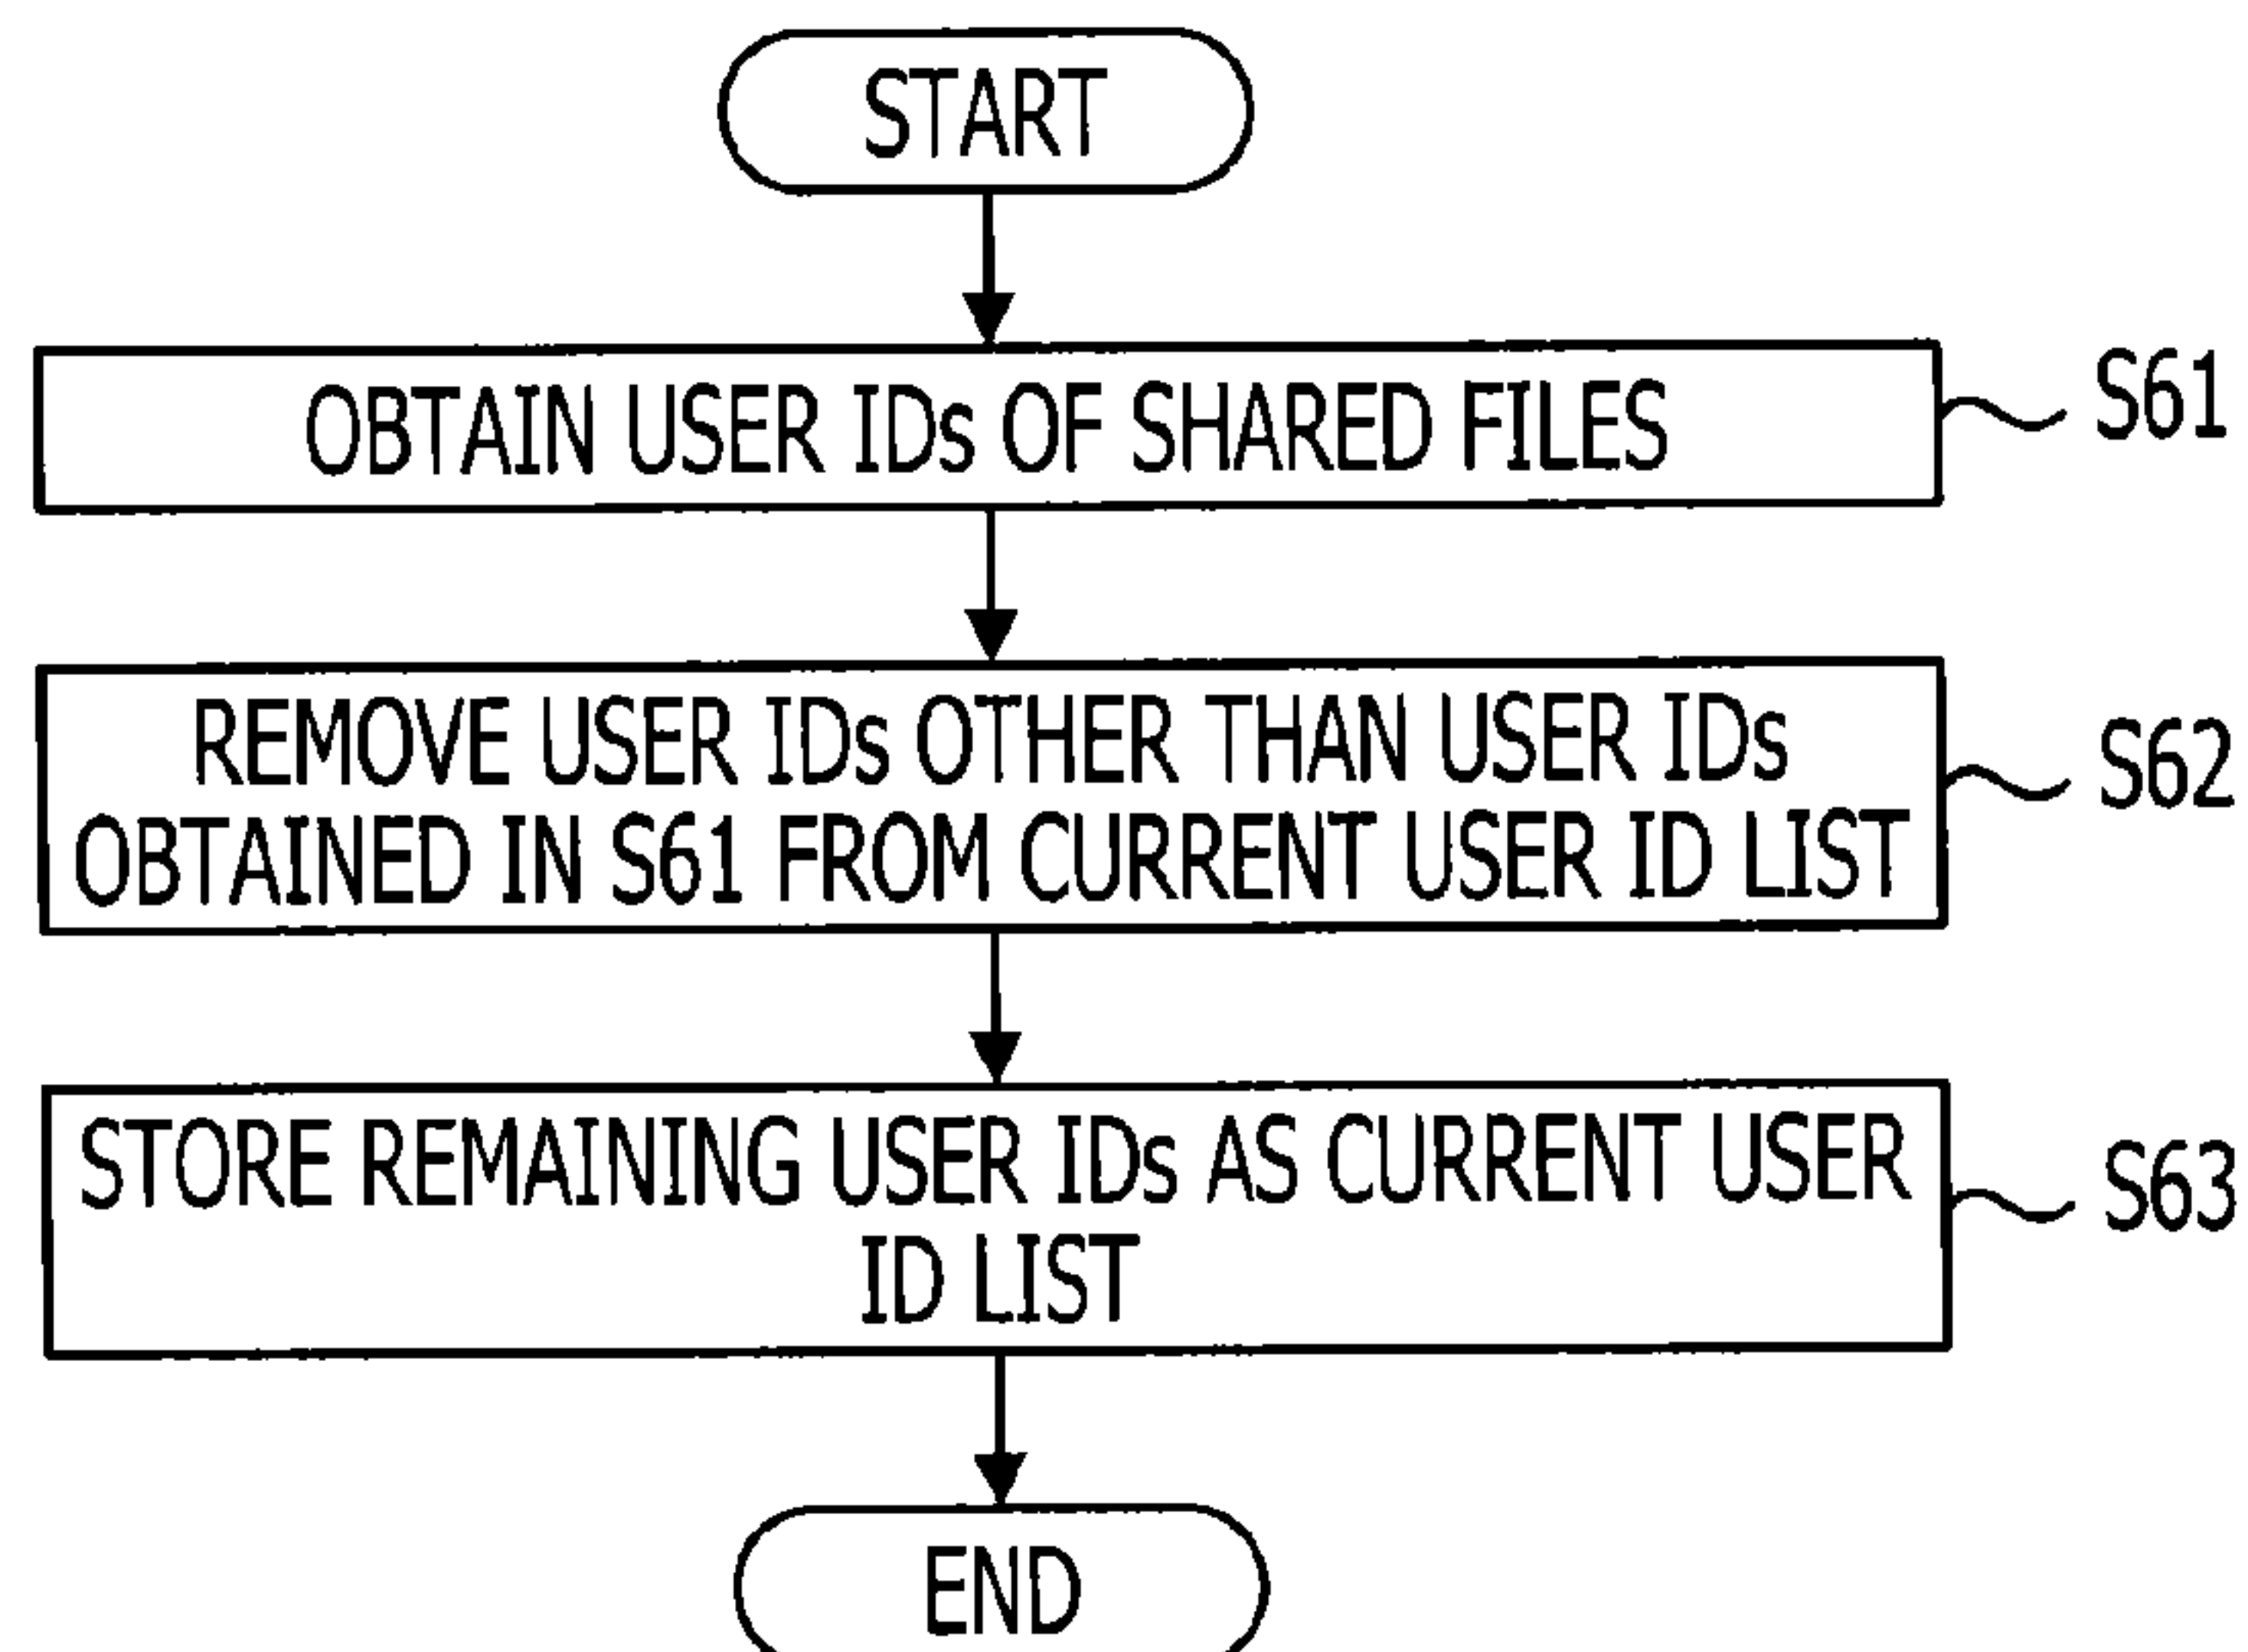 START
OBTAIN USER IDs OF SHARED FILES
S61
REMOVE USER IDs OTHER THAN USER IDs
OBTAINED IN S61 FROM CURRENT USER ID LIST
S62
STORE REMAINING USER IDs AS CURRENT USER
ID LIST
S63
END